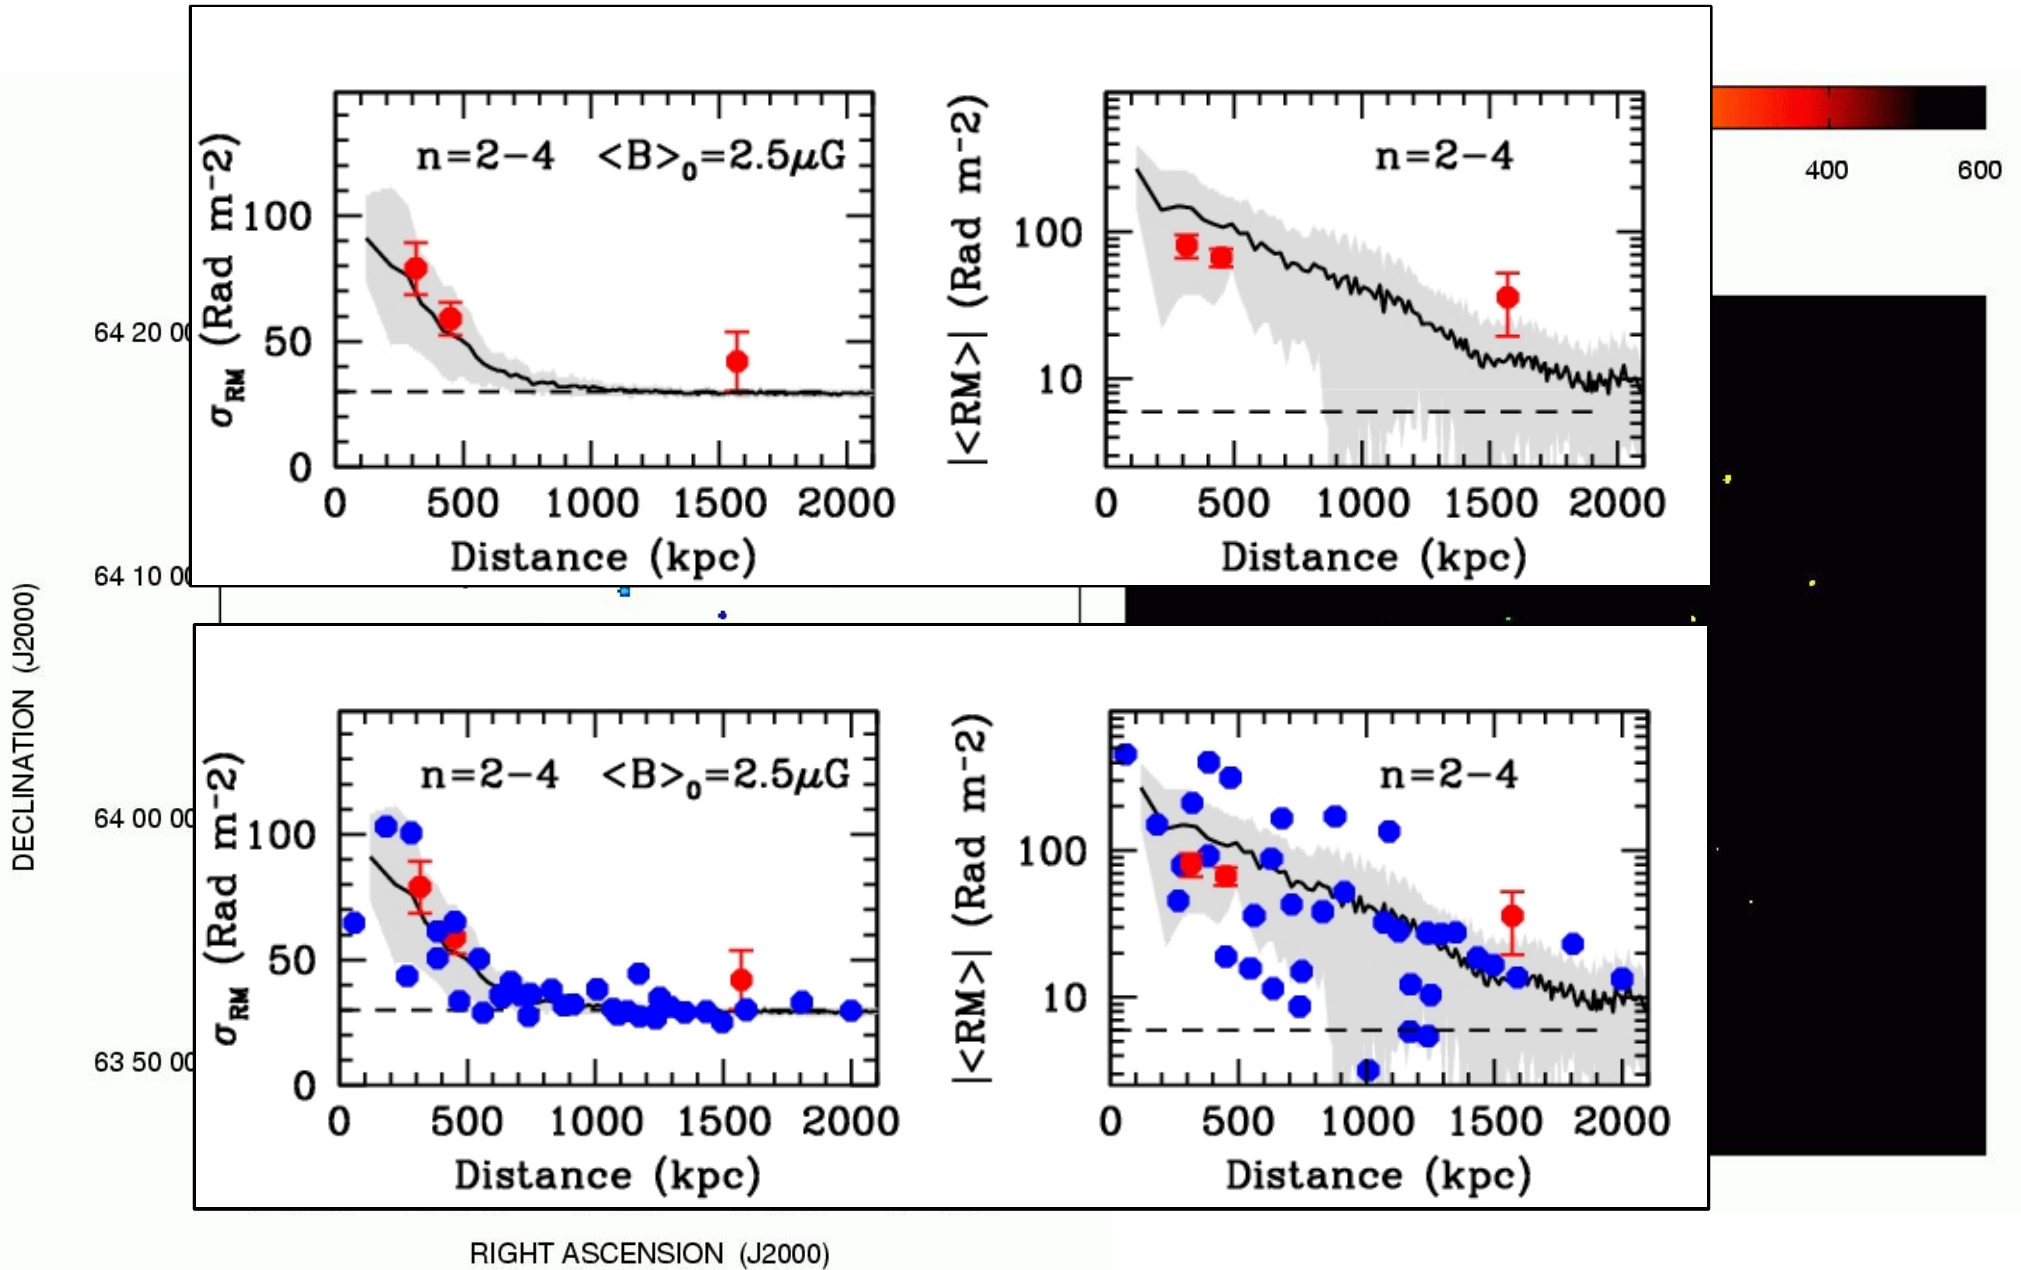 n=2-4 <B>₀=2.5μG
n=2-4
σRM (Rad m⁻²)
100
50
0
0 500 1000 1500 2000
Distance (kpc)
|<RM>| (Rad m⁻²)
100
10
0 500 1000 1500 2000
Distance (kpc)
400 600
DECLINATION (J2000)
64 20 00
64 10 00
64 00 00
63 50 00
n=2-4 <B>₀=2.5μG
n=2-4
σRM (Rad m⁻²)
100
50
0
0 500 1000 1500 2000
Distance (kpc)
|<RM>| (Rad m⁻²)
100
10
0 500 1000 1500 2000
Distance (kpc)
RIGHT ASCENSION (J2000)